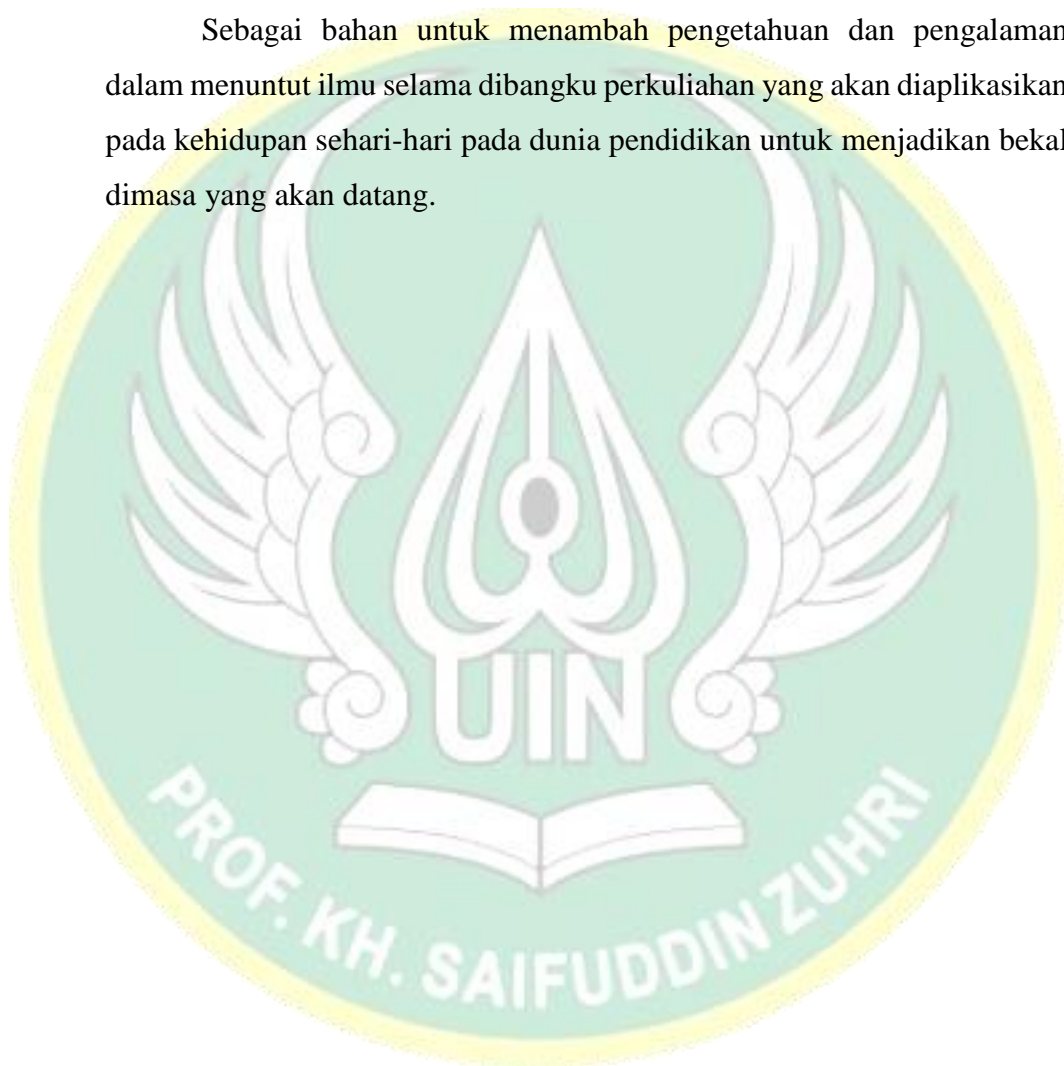 Sebagai bahan untuk menambah pengetahuan dan pengalaman
dalam menuntut ilmu selama dibangku perkuliahan yang akan diaplikasikan
pada kehidupan sehari-hari pada dunia pendidikan untuk menjadikan bekal
dimasa yang akan datang.
UIN
PROF. KH. SAIFUDDIN ZUHRI